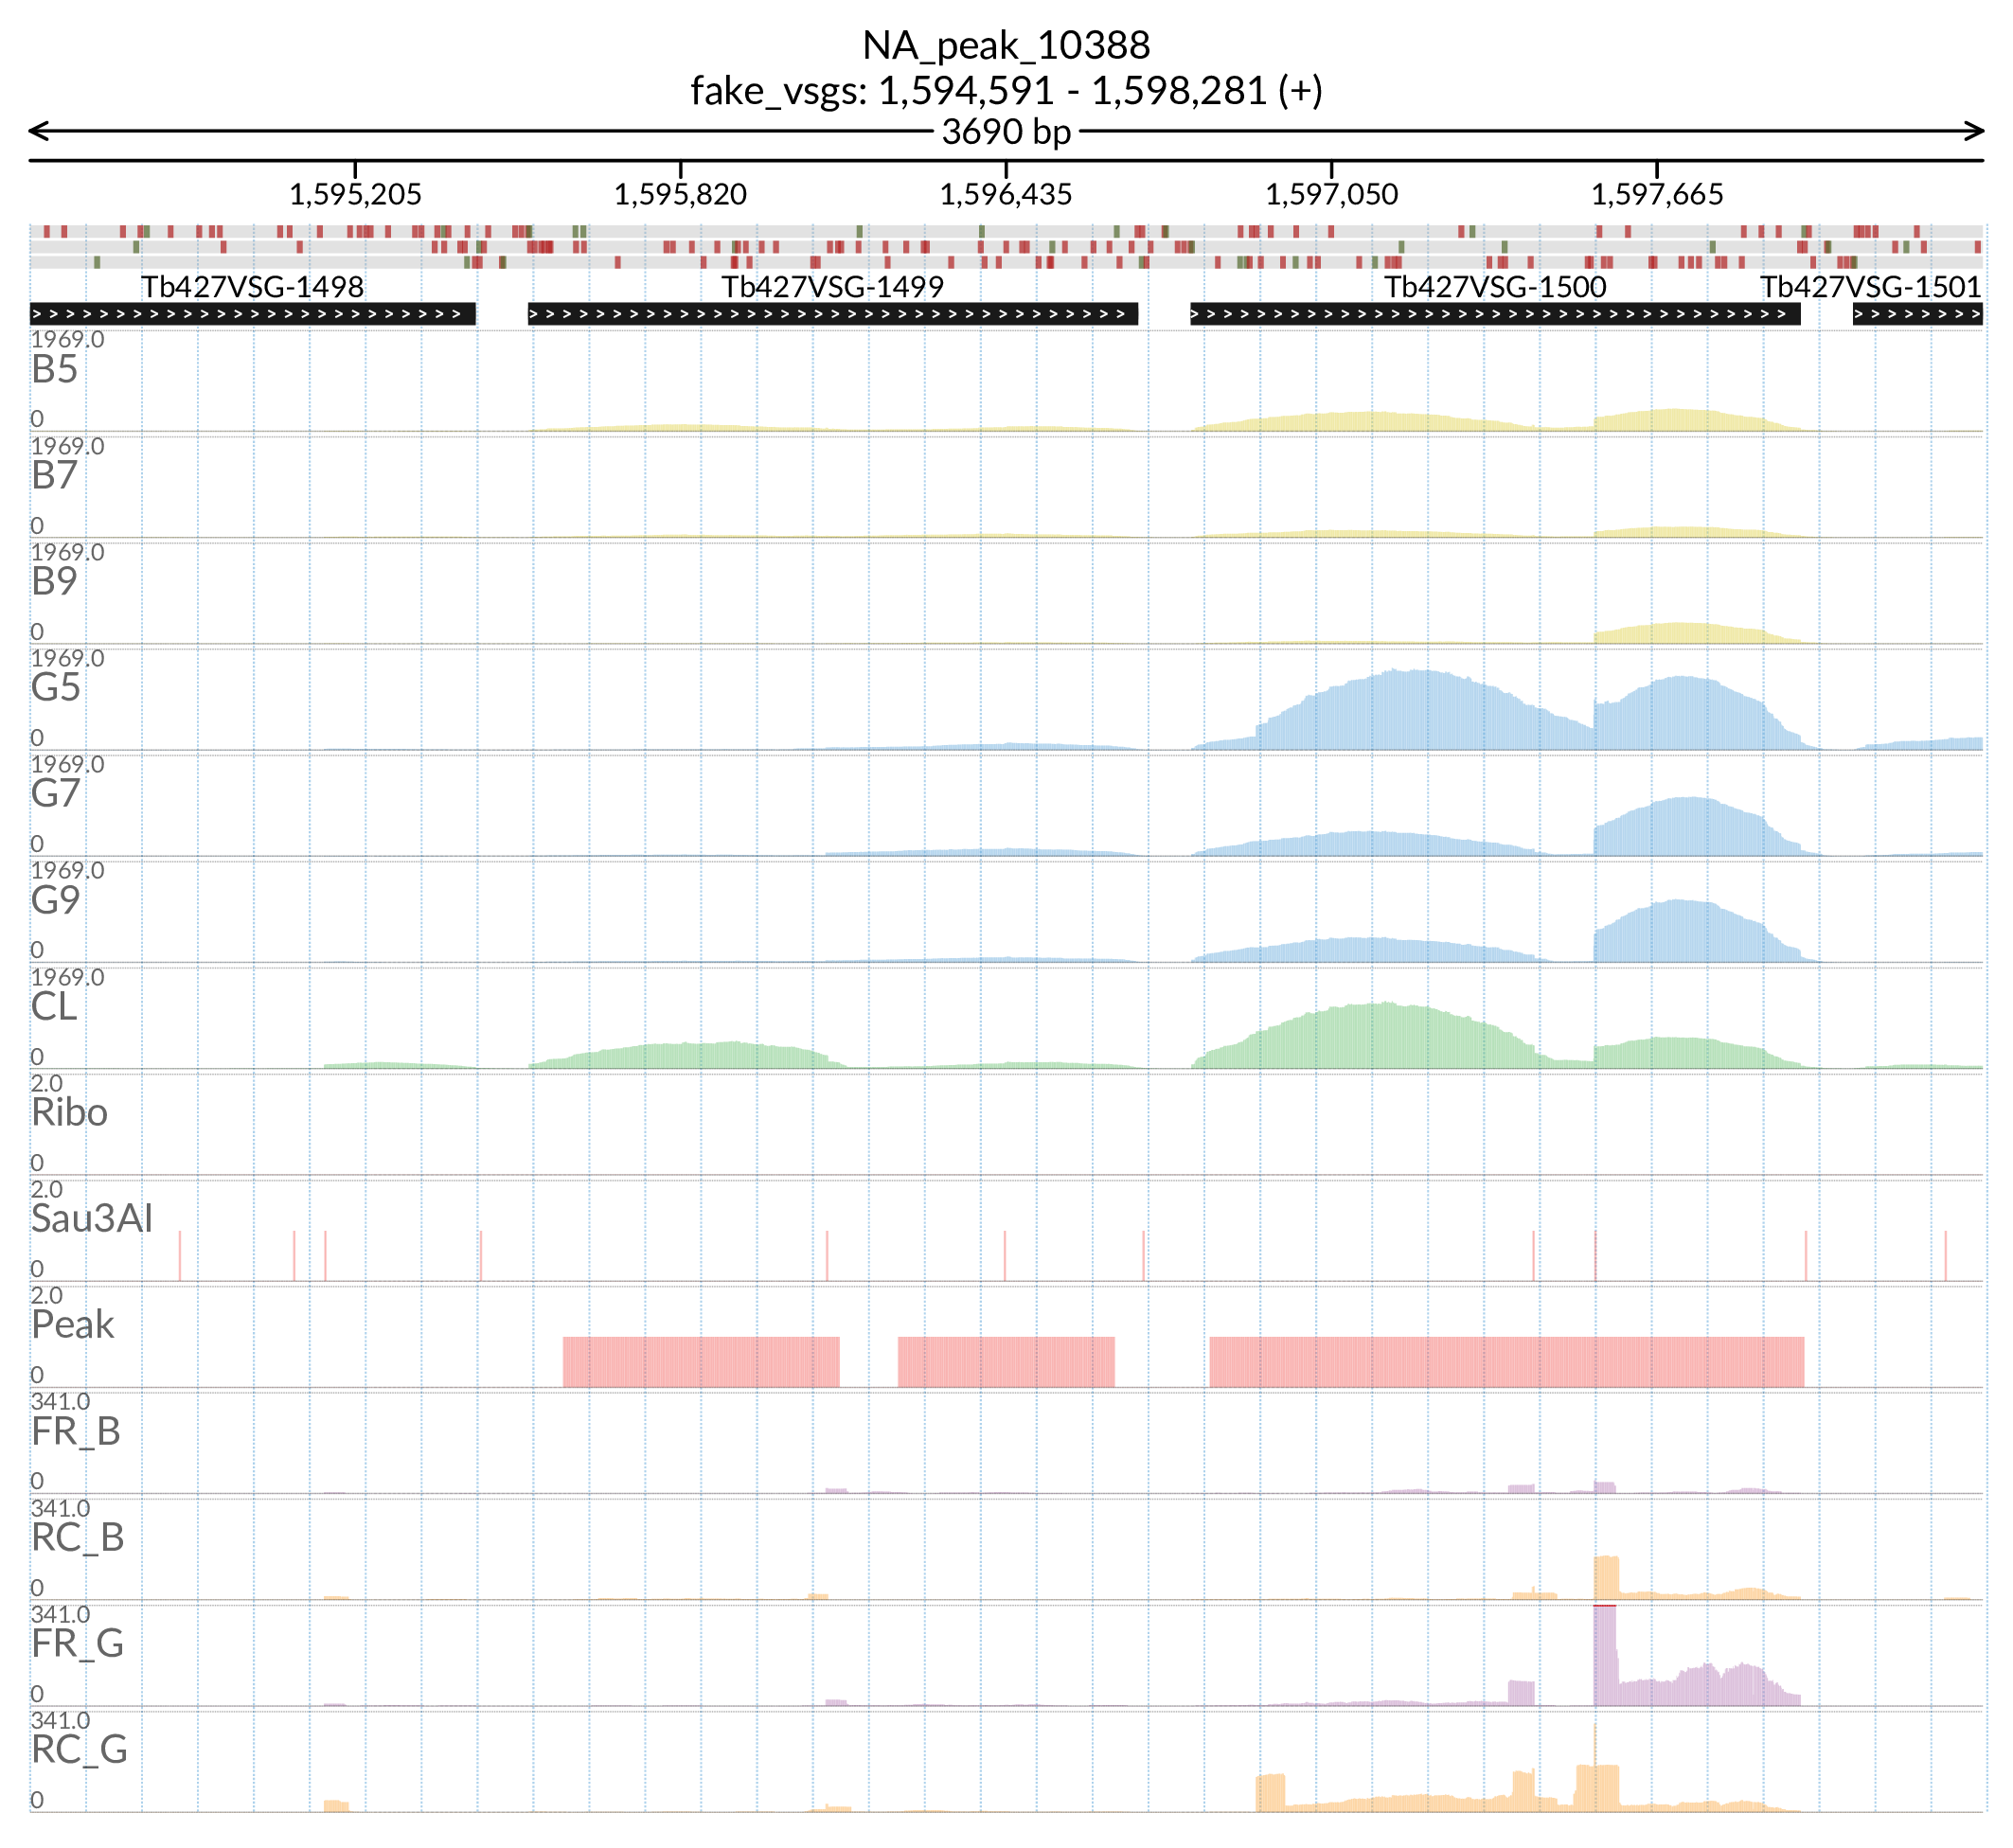 NA_peak_10388
fake_vsgs: 1,594,591 - 1,598,281 (+)
3690 bp
1,595,205 1,595,820 1,596,435 1,597,050 1,597,665
Tb427VSG-1498 Tb427VSG-1499 Tb427VSG-1500 Tb427VSG-1501
1969.0
B5
0
1969.0
B7
0
1969.0
B9
0
1969.0
G5
0
1969.0
G7
0
1969.0
G9
0
1969.0
CL
0
2.0
Ribo
0
2.0
Sau3AI
0
2.0
Peak
0
341.0
FR_B
0
341.0
RC_B
0
341.0
FR_G
0
341.0
RC_G
0